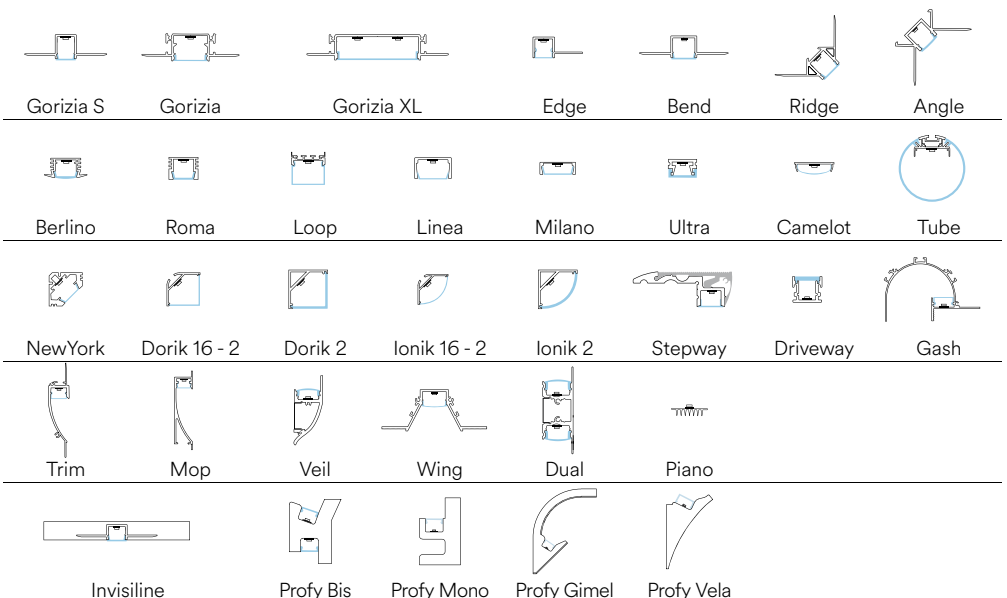 Gorizia S Gorizia Gorizia XL Edge Bend Ridge Angle
Berlino Roma Loop Linea Milano Ultra Camelot Tube
NewYork Dorik 16 - 2 Dorik 2 Ionik 16 - 2 Ionik 2 Stepway Driveway Gash
Trim Mop Veil Wing Dual Piano
Invisiline Profy Bis Profy Mono Profy Gimel Profy Vela